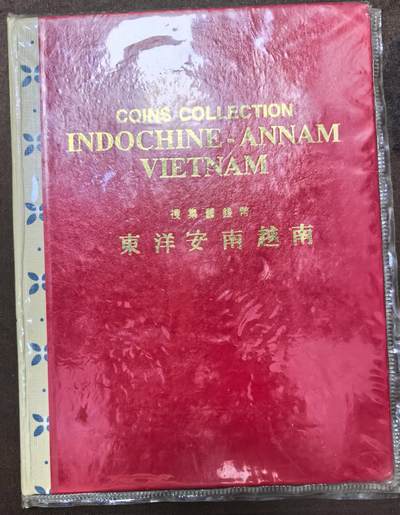 COINS COLLECTION
INDOCHINE - ANNAM
VIETNAM
東洋安南越南